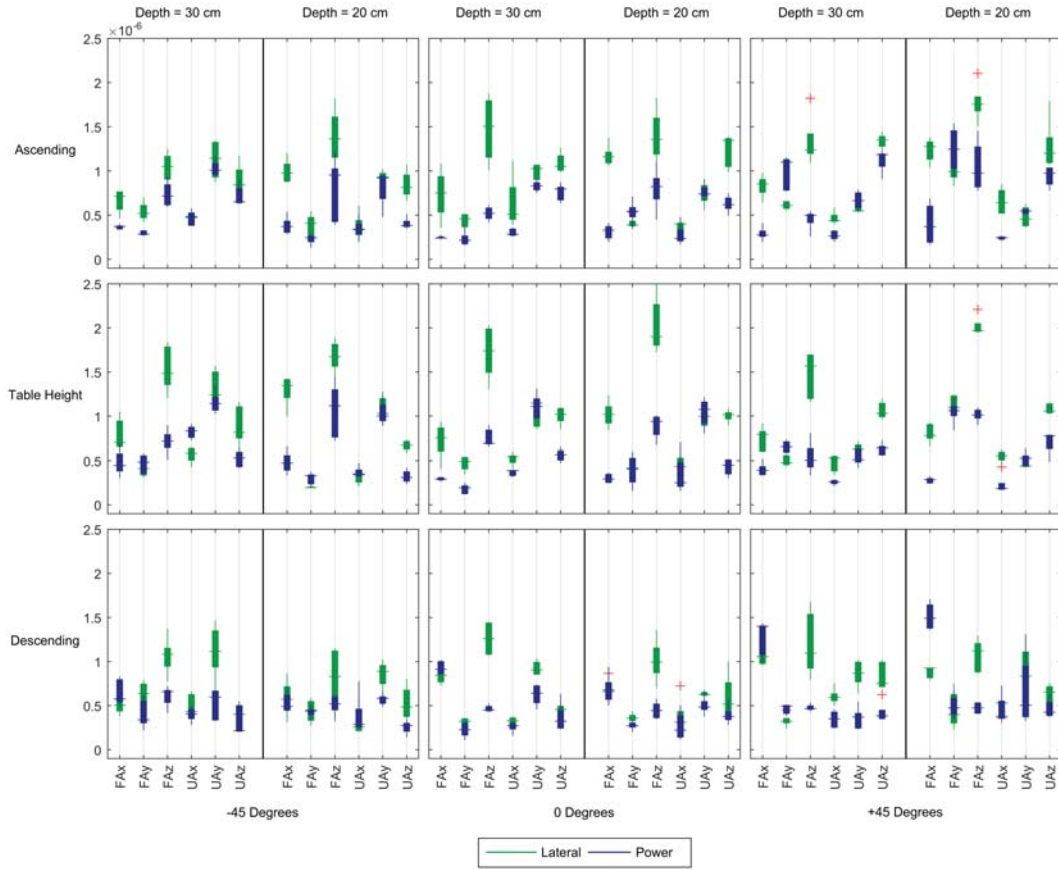 Depth = 30 cm Depth = 20 cm Depth = 30 cm Depth = 20 cm Depth = 30 cm Depth = 20 cm
×10⁻⁶
2.5
2
1.5
Ascending
1
0.5
0
2.5
2
1.5
Table Height
1
0.5
0
2.5
2
1.5
Descending
1
0.5
0
FAx FAy FAz UAx UAy UAz FAx FAy FAz UAx UAy UAz FAx FAy FAz UAx UAy UAz FAx FAy FAz UAx UAy UAz FAx FAy FAz UAx UAy UAz FAx FAy FAz UAx UAy UAz
-45 Degrees 0 Degrees +45 Degrees
Lateral Power